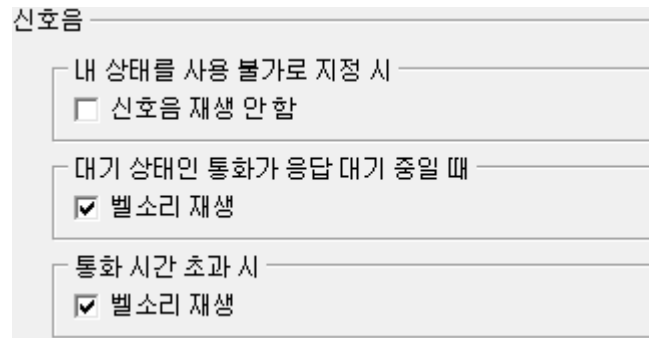 신호음
내 상태를 사용 불가로 지정 시
신호음 재생 안 함
대기 상태인 통화가 응답 대기 중일 때
벨소리 재생
통화 시간 초과 시
벨소리 재생